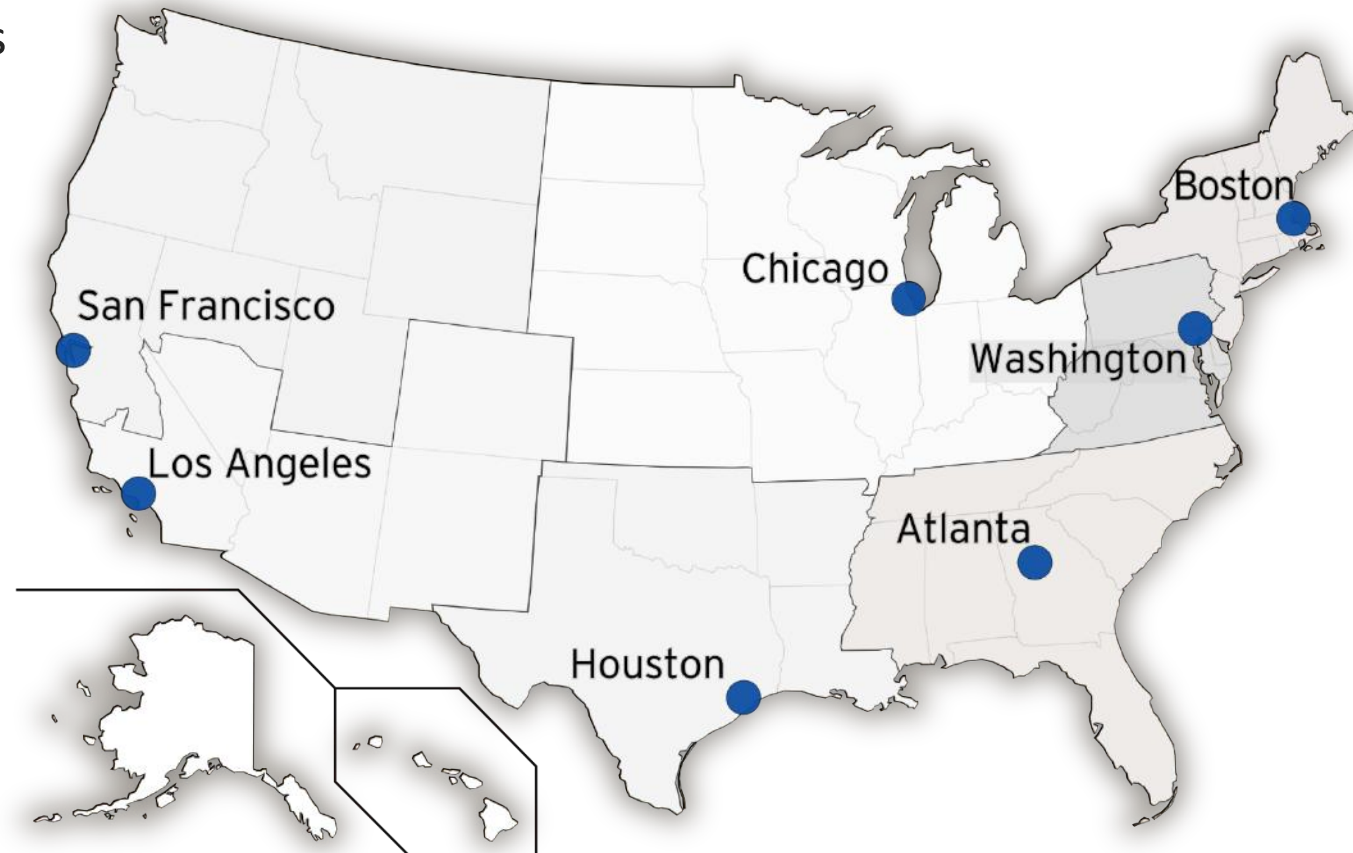 s
Boston
Chicago
San Francisco
Washington
Los Angeles
Atlanta
Houston